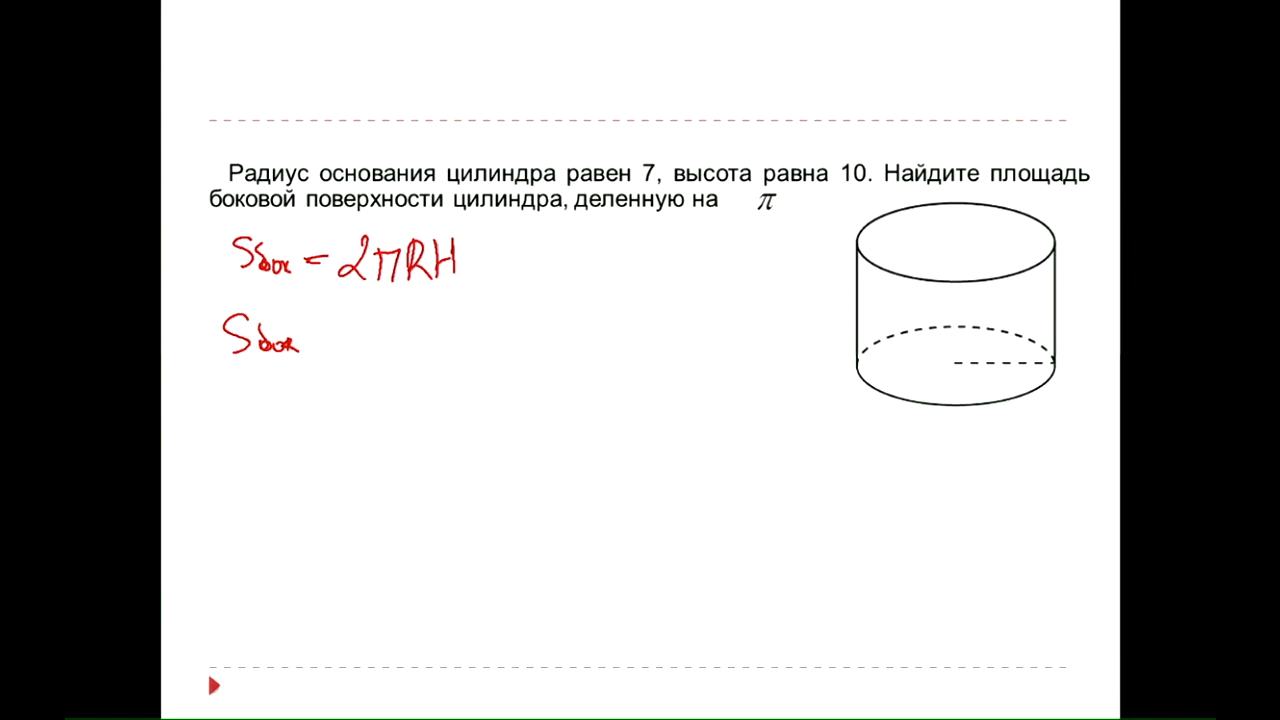 Радиус основания цилиндра равен 7, высота равна 10. Найдите площадь
боковой поверхности цилиндра, деленную на π
Sбок = 2πRH
Sбок